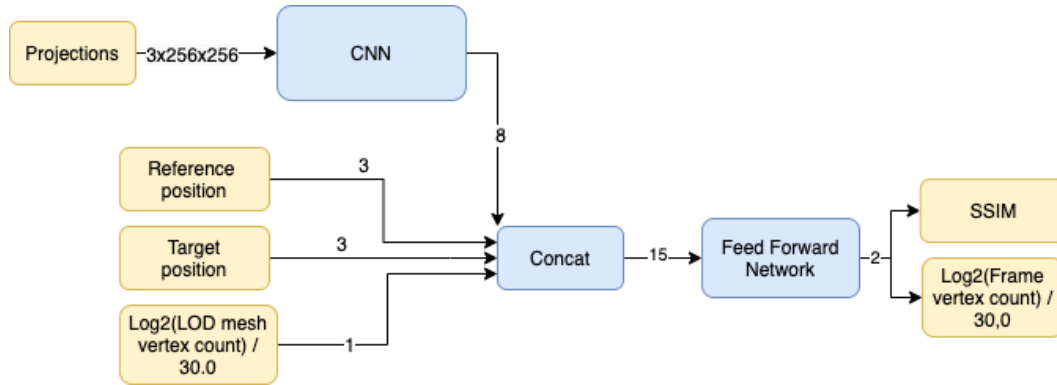 Projections
3x256x256
CNN
8
Reference
position
3
Target
position
3
Log2(LOD mesh
vertex count) /
30.0
1
Concat
15
Feed Forward
Network
2
SSIM
Log2(Frame
vertex count) /
30,0